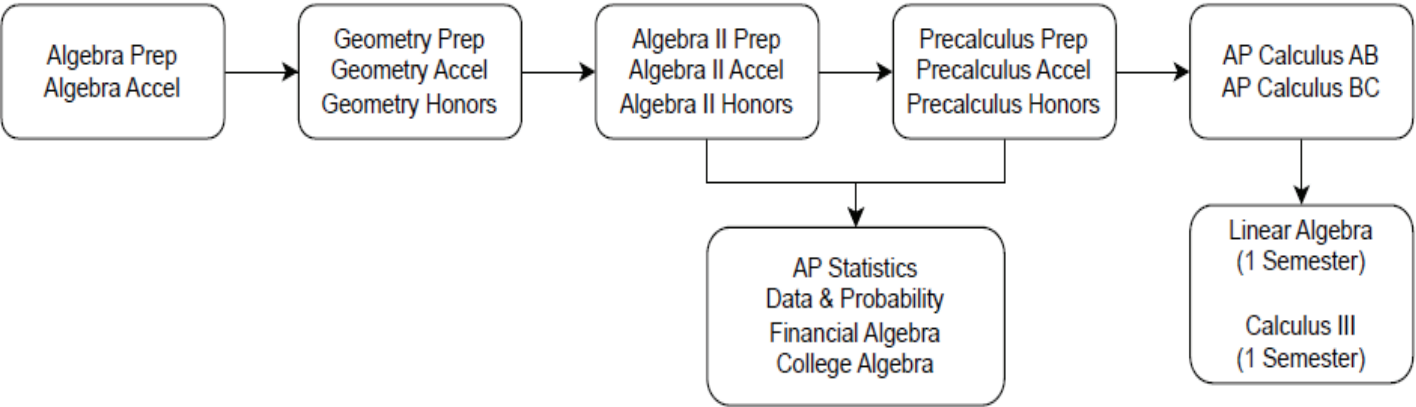 Algebra Prep
Algebra Accel
Geometry Prep
Geometry Accel
Geometry Honors
Algebra II Prep
Algebra II Accel
Algebra II Honors
Precalculus Prep
Precalculus Accel
Precalculus Honors
AP Calculus AB
AP Calculus BC
AP Statistics
Data & Probability
Financial Algebra
College Algebra
Linear Algebra
(1 Semester)
Calculus III
(1 Semester)